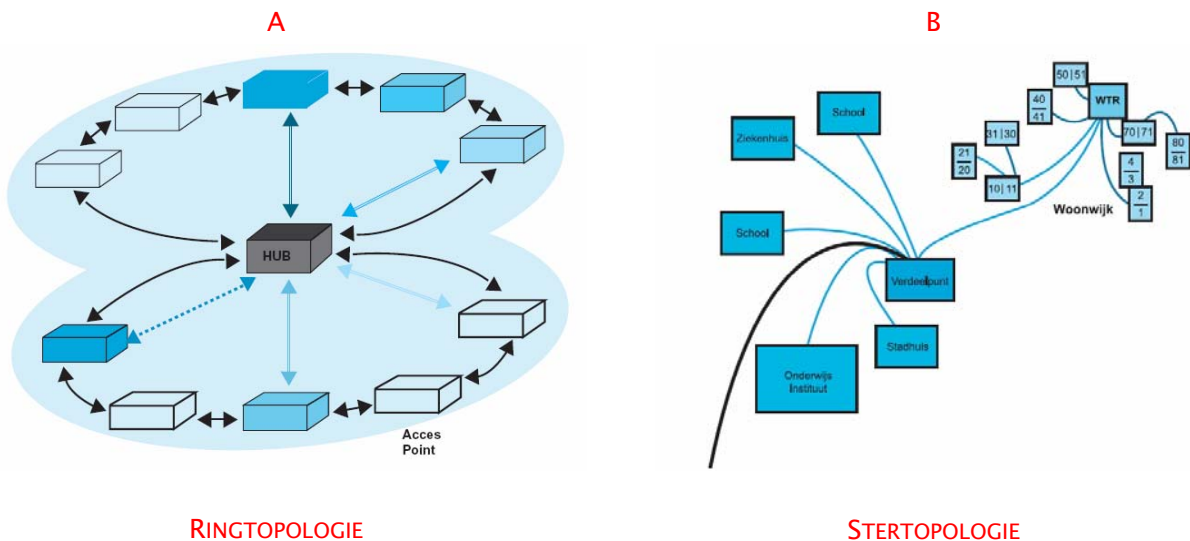 A
B
HUB
Acces
Point
RINGTOPOLOGIE
School
Ziekenhuis
School
Verdeelpunt
Stadhuis
Onderwijs
Instituut
50|51
WTR
40
41
31|30
70|71
80
81
21
20
10|11
4
3
2
1
Woonwijk
STERTOPOLOGIE